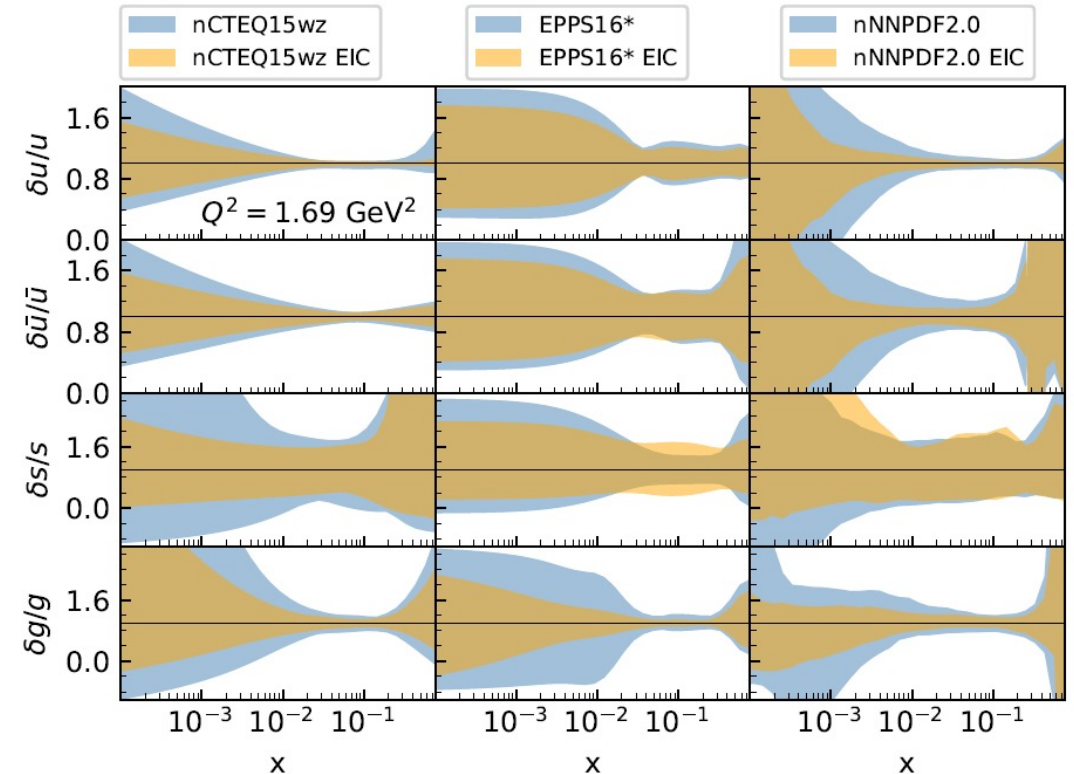 nCTEQ15wz
nCTEQ15wz EIC
EPPS16*
EPPS16* EIC
nNNPDF2.0
nNNPDF2.0 EIC
δu/u
1.6
0.8
0.0
Q² = 1.69 GeV²
δū/ū
1.6
0.8
0.0
δs/s
1.6
0.0
δg/g
1.6
0.0
10⁻³ 10⁻² 10⁻¹ 10⁻³ 10⁻² 10⁻¹ 10⁻³ 10⁻² 10⁻¹
x x x